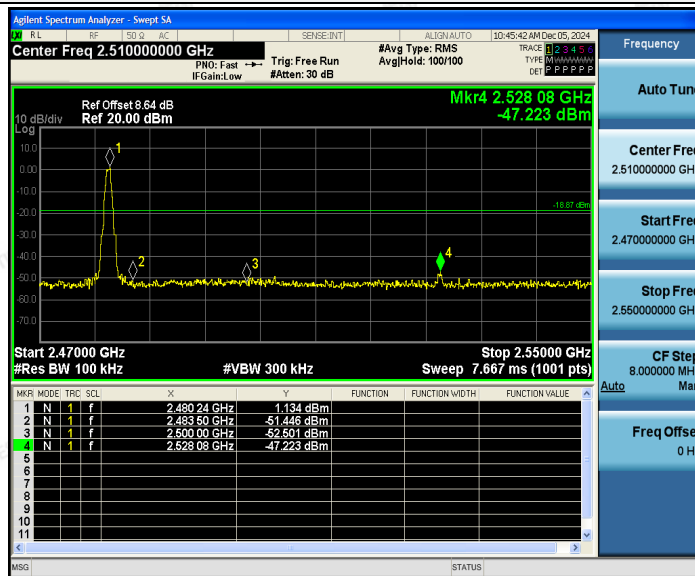 Agilent Spectrum Analyzer - Swept SA
RL RF 50 Ω AC SENSE:INT ALIGN AUTO 10:45:42 AM Dec 05, 2024
Center Freq 2.510000000 GHz
PNO: Fast
IFGain:Low
Trig: Free Run
#Atten: 30 dB
#Avg Type: RMS
Avg|Hold: 100/100
TRACE 1 2 3 4 5 6
TYPE M
DET P P P P P P
Ref Offset 8.64 dB
10 dB/div Ref 20.00 dBm
Log
Mkr4 2.528 08 GHz
-47.223 dBm
10.0
0.00
-10.0
-20.0
-30.0
-40.0
-50.0
-60.0
-70.0
1
2
3
4
-18.87 dBm
Start 2.47000 GHz Stop 2.55000 GHz
#Res BW 100 kHz #VBW 300 kHz Sweep 7.667 ms (1001 pts)
MKR MODE TRC SCL X Y FUNCTION FUNCTION WIDTH FUNCTION VALUE
1 N 1 f 2.480 24 GHz 1.134 dBm
2 N 1 f 2.483 50 GHz -51.446 dBm
3 N 1 f 2.500 00 GHz -52.501 dBm
4 N 1 f 2.528 08 GHz -47.223 dBm
5
6
7
8
9
10
11
MSG STATUS
Frequency
Auto Tun
Center Fre
2.510000000 GH
Start Fre
2.470000000 GH
Stop Fre
2.550000000 GH
CF Step
8.000000 MH
Auto Ma
Freq Offse
0 H